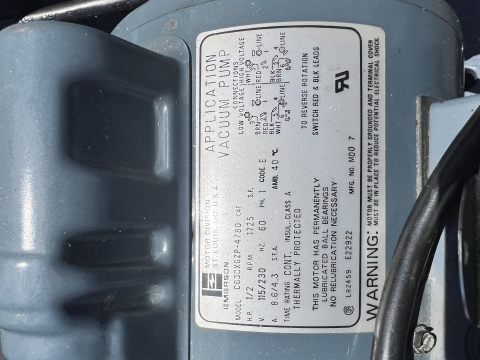 EMERSON
MOTOR DIVISION
ST. LOUIS, MO. U.S.A.
APPLICATION
VACUUM PUMP
MODEL C63CXGZP-4780 CAT
H.P. 1/2 RPM 1725 S.F.
V. 115/230 HZ. 60 PH. 1 CODE E
A. 8.6/4.3 S.F.A. AMB. 40 °C
TIME RATING CONT. INSUL. CLASS A
THERMALLY PROTECTED
CONNECTIONS
LOW VOLTAGE HIGH VOLTAGE
TO REVERSE ROTATION
SWITCH RED & BLK LEADS
THIS MOTOR HAS PERMANENTLY
LUBRICATED BALL BEARINGS
NO RELUBRICATION NECESSARY
LR2459 E22922 MFG. NO. MDO 7
WARNING: MOTOR MUST BE PROPERLY GROUNDED AND TERMINAL COVER
MUST BE IN PLACE TO REDUCE POTENTIAL ELECTRICAL SHOCK.